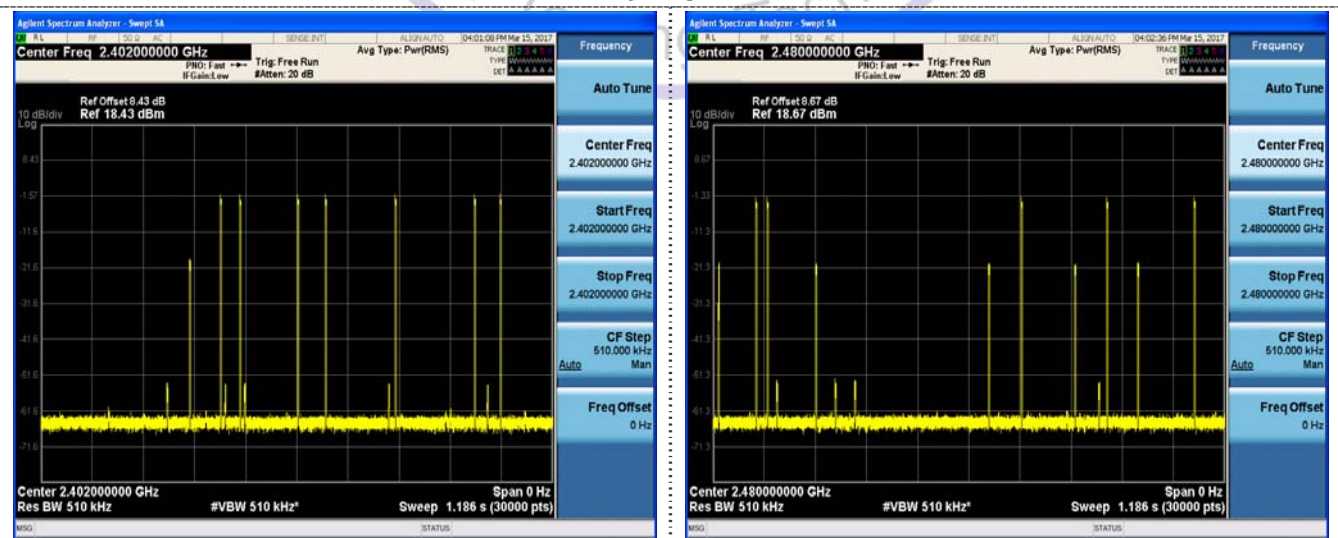 Agilent Spectrum Analyzer - Swept SA
RL RF 50 Ω AC SENSE:INT ALIGN AUTO 04:01:08 PM Mar 15, 2017
Center Freq 2.402000000 GHz
PNO: Fast
IFGain:Low
Trig: Free Run
#Atten: 20 dB
Avg Type: Pwr(RMS)
TRACE 1 2 3 4 5 6
TYPE
DET A A A A A A
Ref Offset 8.43 dB
10 dB/div Ref 18.43 dBm
Log
8.43
-1.57
-11.6
-21.6
-31.6
-41.6
-51.6
-61.6
-71.6
Center 2.402000000 GHz Span 0 Hz
Res BW 510 kHz #VBW 510 kHz* Sweep 1.186 s (30000 pts)
MSG STATUS
Frequency
Auto Tune
Center Freq
2.402000000 GHz
Start Freq
2.402000000 GHz
Stop Freq
2.402000000 GHz
CF Step
510.000 kHz
Auto Man
Freq Offset
0 Hz
Agilent Spectrum Analyzer - Swept SA
RL RF 50 Ω AC SENSE:INT ALIGN AUTO 04:02:36 PM Mar 15, 2017
Center Freq 2.480000000 GHz
PNO: Fast
IFGain:Low
Trig: Free Run
#Atten: 20 dB
Avg Type: Pwr(RMS)
TRACE 1 2 3 4 5 6
TYPE
DET A A A A A A
Ref Offset 8.67 dB
10 dB/div Ref 18.67 dBm
Log
8.67
-1.33
-11.3
-21.3
-31.3
-41.3
-51.3
-61.3
-71.3
Center 2.480000000 GHz Span 0 Hz
Res BW 510 kHz #VBW 510 kHz* Sweep 1.186 s (30000 pts)
MSG STATUS
Frequency
Auto Tune
Center Freq
2.480000000 GHz
Start Freq
2.480000000 GHz
Stop Freq
2.480000000 GHz
CF Step
510.000 kHz
Auto Man
Freq Offset
0 Hz